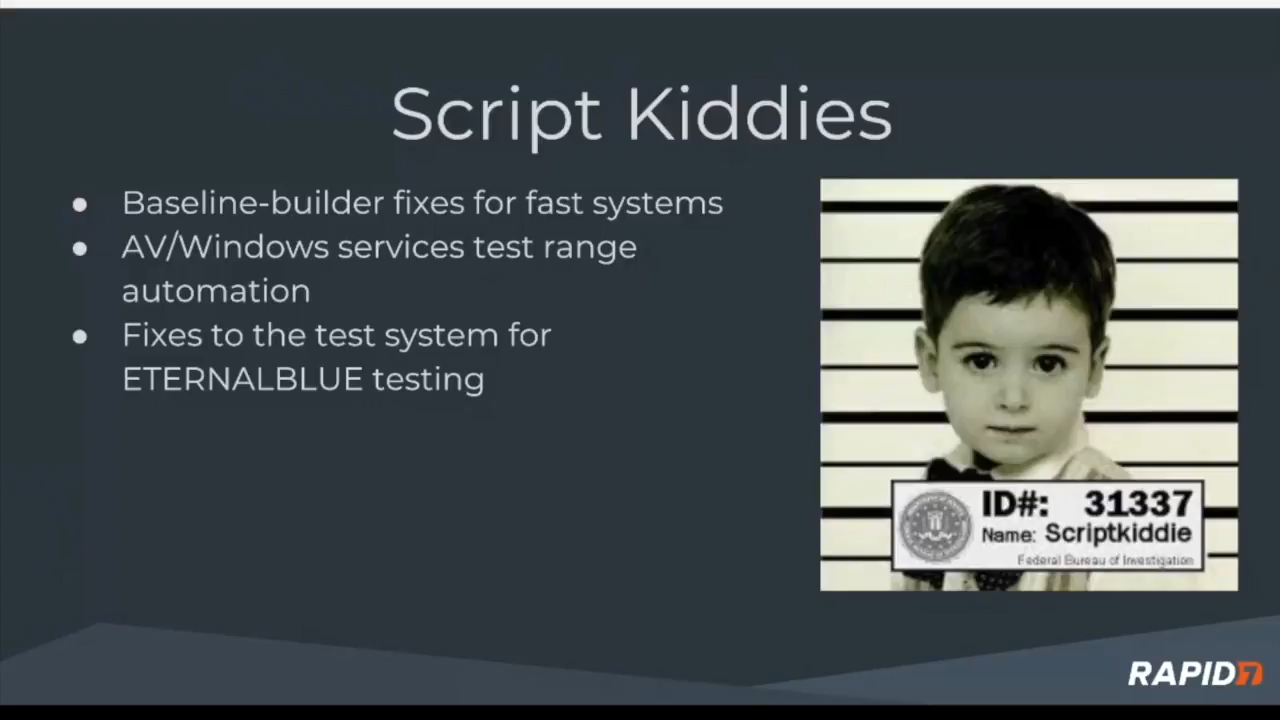 Script Kiddies
● Baseline-builder fixes for fast systems
● AV/Windows services test range
automation
● Fixes to the test system for
ETERNALBLUE testing
ID#: 31337
Name: Scriptkiddie
Federal Bureau of Investigation
RAPID7